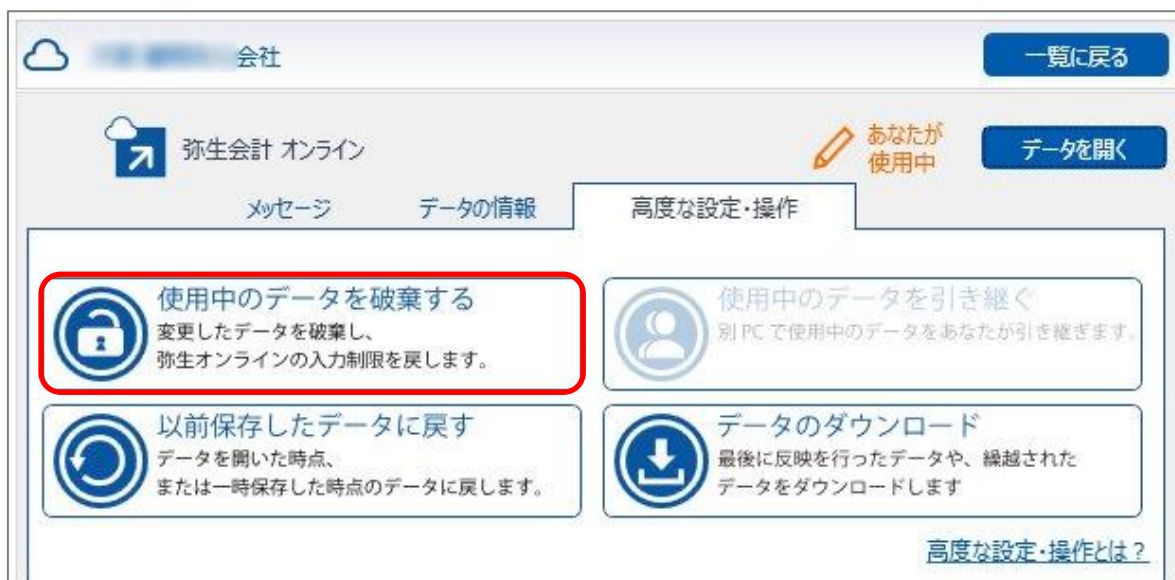 会社
一覧に戻る
弥生会計 オンライン
あなたが
使用中
データを開く
メッセージ
データの情報
高度な設定・操作
使用中のデータを破棄する
変更したデータを破棄し、
弥生オンラインの入力制限を戻します。
使用中のデータを引き継ぐ
別 PC で使用中のデータをあなたが引き継ぎます。
以前保存したデータに戻す
データを開いた時点、
または一時保存した時点のデータに戻します。
データのダウンロード
最後に反映を行ったデータや、繰越された
データをダウンロードします
高度な設定・操作とは？